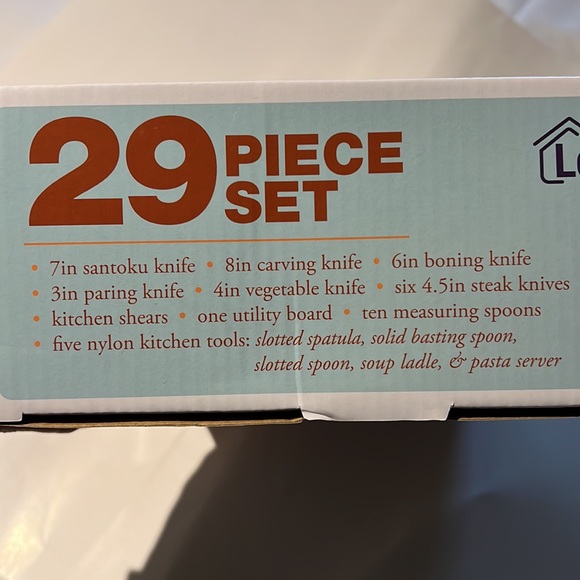 29 PIECE
SET
• 7in santoku knife • 8in carving knife • 6in boning knife
• 3in paring knife • 4in vegetable knife • six 4.5in steak knives
• kitchen shears • one utility board • ten measuring spoons
• five nylon kitchen tools: slotted spatula, solid basting spoon,
slotted spoon, soup ladle, & pasta server